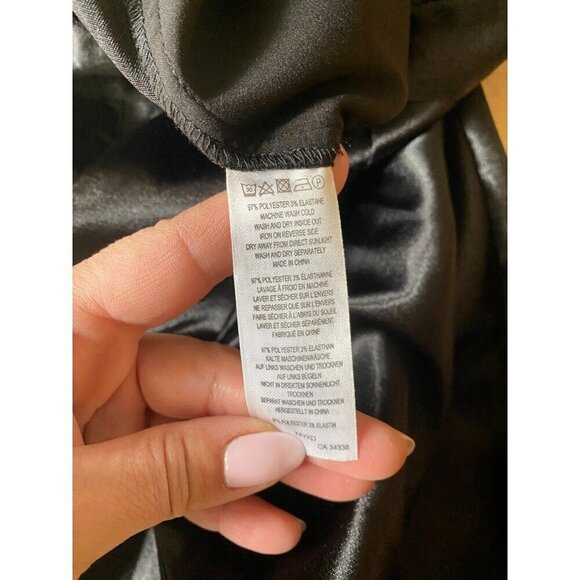 30
P
97% POLYESTER 3% ELASTANE
MACHINE WASH COLD
WASH AND DRY INSIDE OUT
IRON ON REVERSE SIDE
DRY AWAY FROM DIRECT SUNLIGHT
WASH AND DRY SEPARATELY
MADE IN CHINA
97% POLYESTER 3% ELASTHANNE
LAVAGE À FROID EN MACHINE
LAVER ET SÉCHER SUR L'ENVERS
NE REPASSER QUE SUR L'ENVERS
FAIRE SÉCHER À L'ABRIS DU SOLEIL
LAVER ET SÉCHER SÉPARÉMENT
FABRIQUÉ EN CHINE
97% POLYESTER 3% ELASTHAN
KALTE MASCHINENWÄSCHE
AUF LINKS WASCHEN UND TROCKNEN
AUF LINKS BÜGELN
NICHT IN DIREKTEM SONNENLICHT
TROCKNEN
SEPARAT WASCHEN UND TROCKNEN
HERGESTELLT IN CHINA
97% POLYESTER 3% ELASTIN
CA 34338